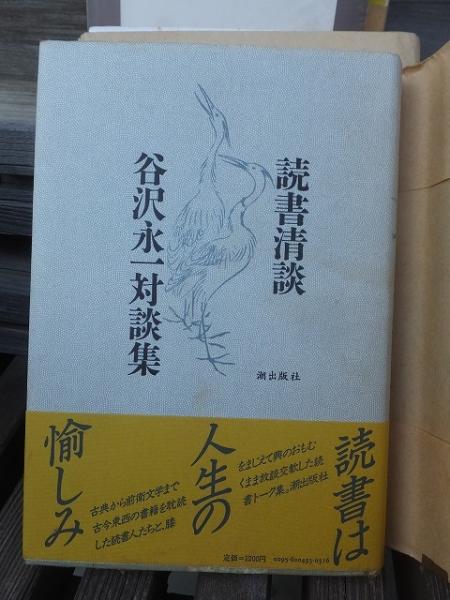 読書清談
谷沢永一対談集
潮出版社
読書は
人生の
愉しみ
古典から前衛文学まで
古今東西の書籍を耽読
した読書人たちと、膝
をまじえて興のおもむ
くまま放談交歓した読
書トーク集。潮出版社
定価=1200円
0095-800455-0516